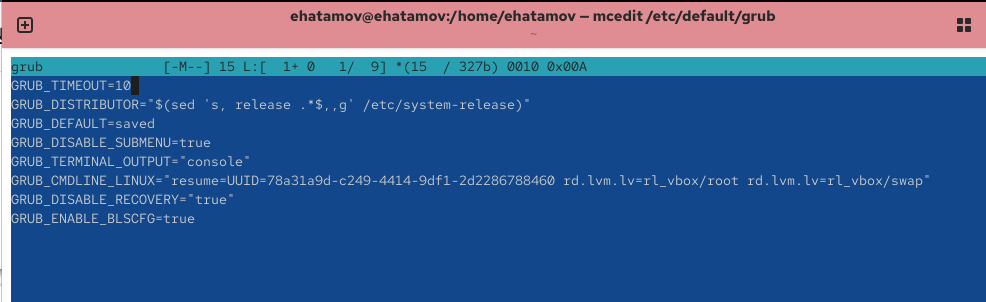 ehatamov@ehatamov:/home/ehatamov — mcedit /etc/default/grub
~
grub [-M--] 15 L:[ 1+ 0 1/ 9] *(15 / 327b) 0010 0x00A
GRUB_TIMEOUT=10
GRUB_DISTRIBUTOR="$(sed 's, release .*$,,g' /etc/system-release)"
GRUB_DEFAULT=saved
GRUB_DISABLE_SUBMENU=true
GRUB_TERMINAL_OUTPUT="console"
GRUB_CMDLINE_LINUX="resume=UUID=78a31a9d-c249-4414-9df1-2d2286788460 rd.lvm.lv=rl_vbox/root rd.lvm.lv=rl_vbox/swap"
GRUB_DISABLE_RECOVERY="true"
GRUB_ENABLE_BLSCFG=true